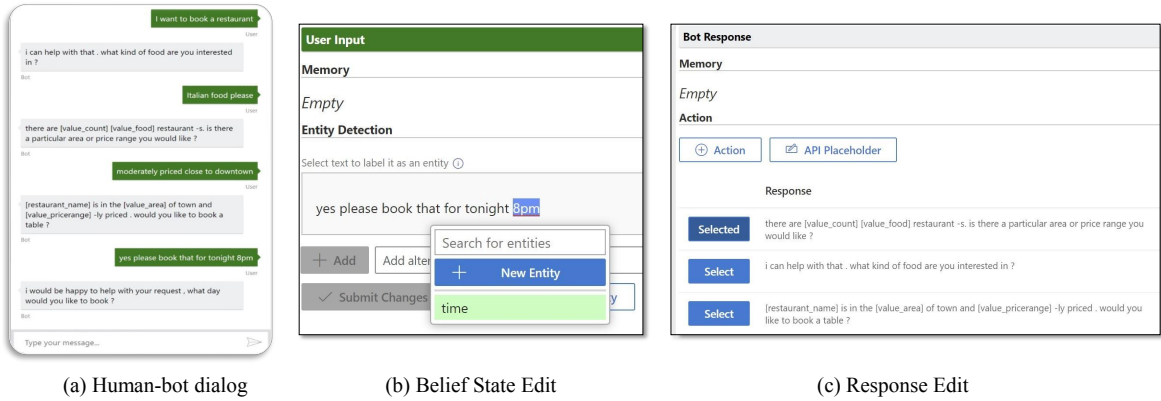 I want to book a restaurant
User
i can help with that . what kind of food are you interested
in ?
Bot
Italian food please
User
there are [value_count] [value_food] restaurant -s. is there
a particular area or price range you would like ?
Bot
moderately priced close to downtown
User
[restaurant_name] is in the [value_area] of town and
[value_pricerange] -ly priced . would you like to book a
table ?
Bot
yes please book that for tonight 8pm
User
i would be happy to help with your request , what day
would you like to book ?
Bot
Type your message...
(a) Human-bot dialog
User Input
Memory
Empty
Entity Detection
Select text to label it as an entity
yes please book that for tonight 8pm
Search for entities
+ Add
Add alter
+ New Entity
Submit Changes
y
time
(b) Belief State Edit
Bot Response
Memory
Empty
Action
Action
API Placeholder
Response
Selected
there are [value_count] [value_food] restaurant -s. is there a particular area or price range you
would like ?
Select
i can help with that . what kind of food are you interested in ?
Select
[restaurant_name] is in the [value_area] of town and [value_pricerange] -ly priced . would you
like to book a table ?
(c) Response Edit